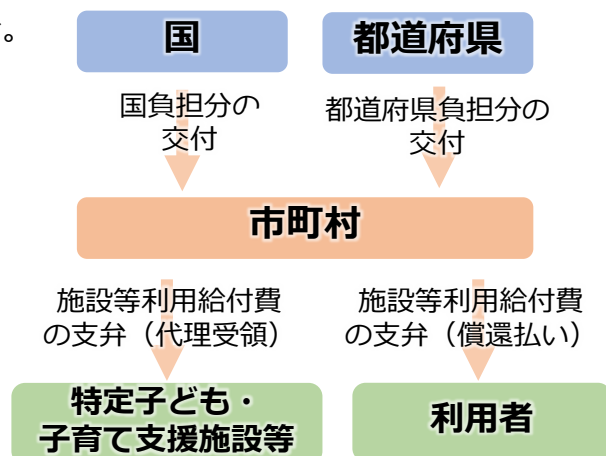 。
国
都道府県
国負担分の
交付
都道府県負担分の
交付
市町村
施設等利用給付費
の支弁（代理受領）
施設等利用給付費
の支弁（償還払い）
特定子ども・
子育て支援施設等
利用者